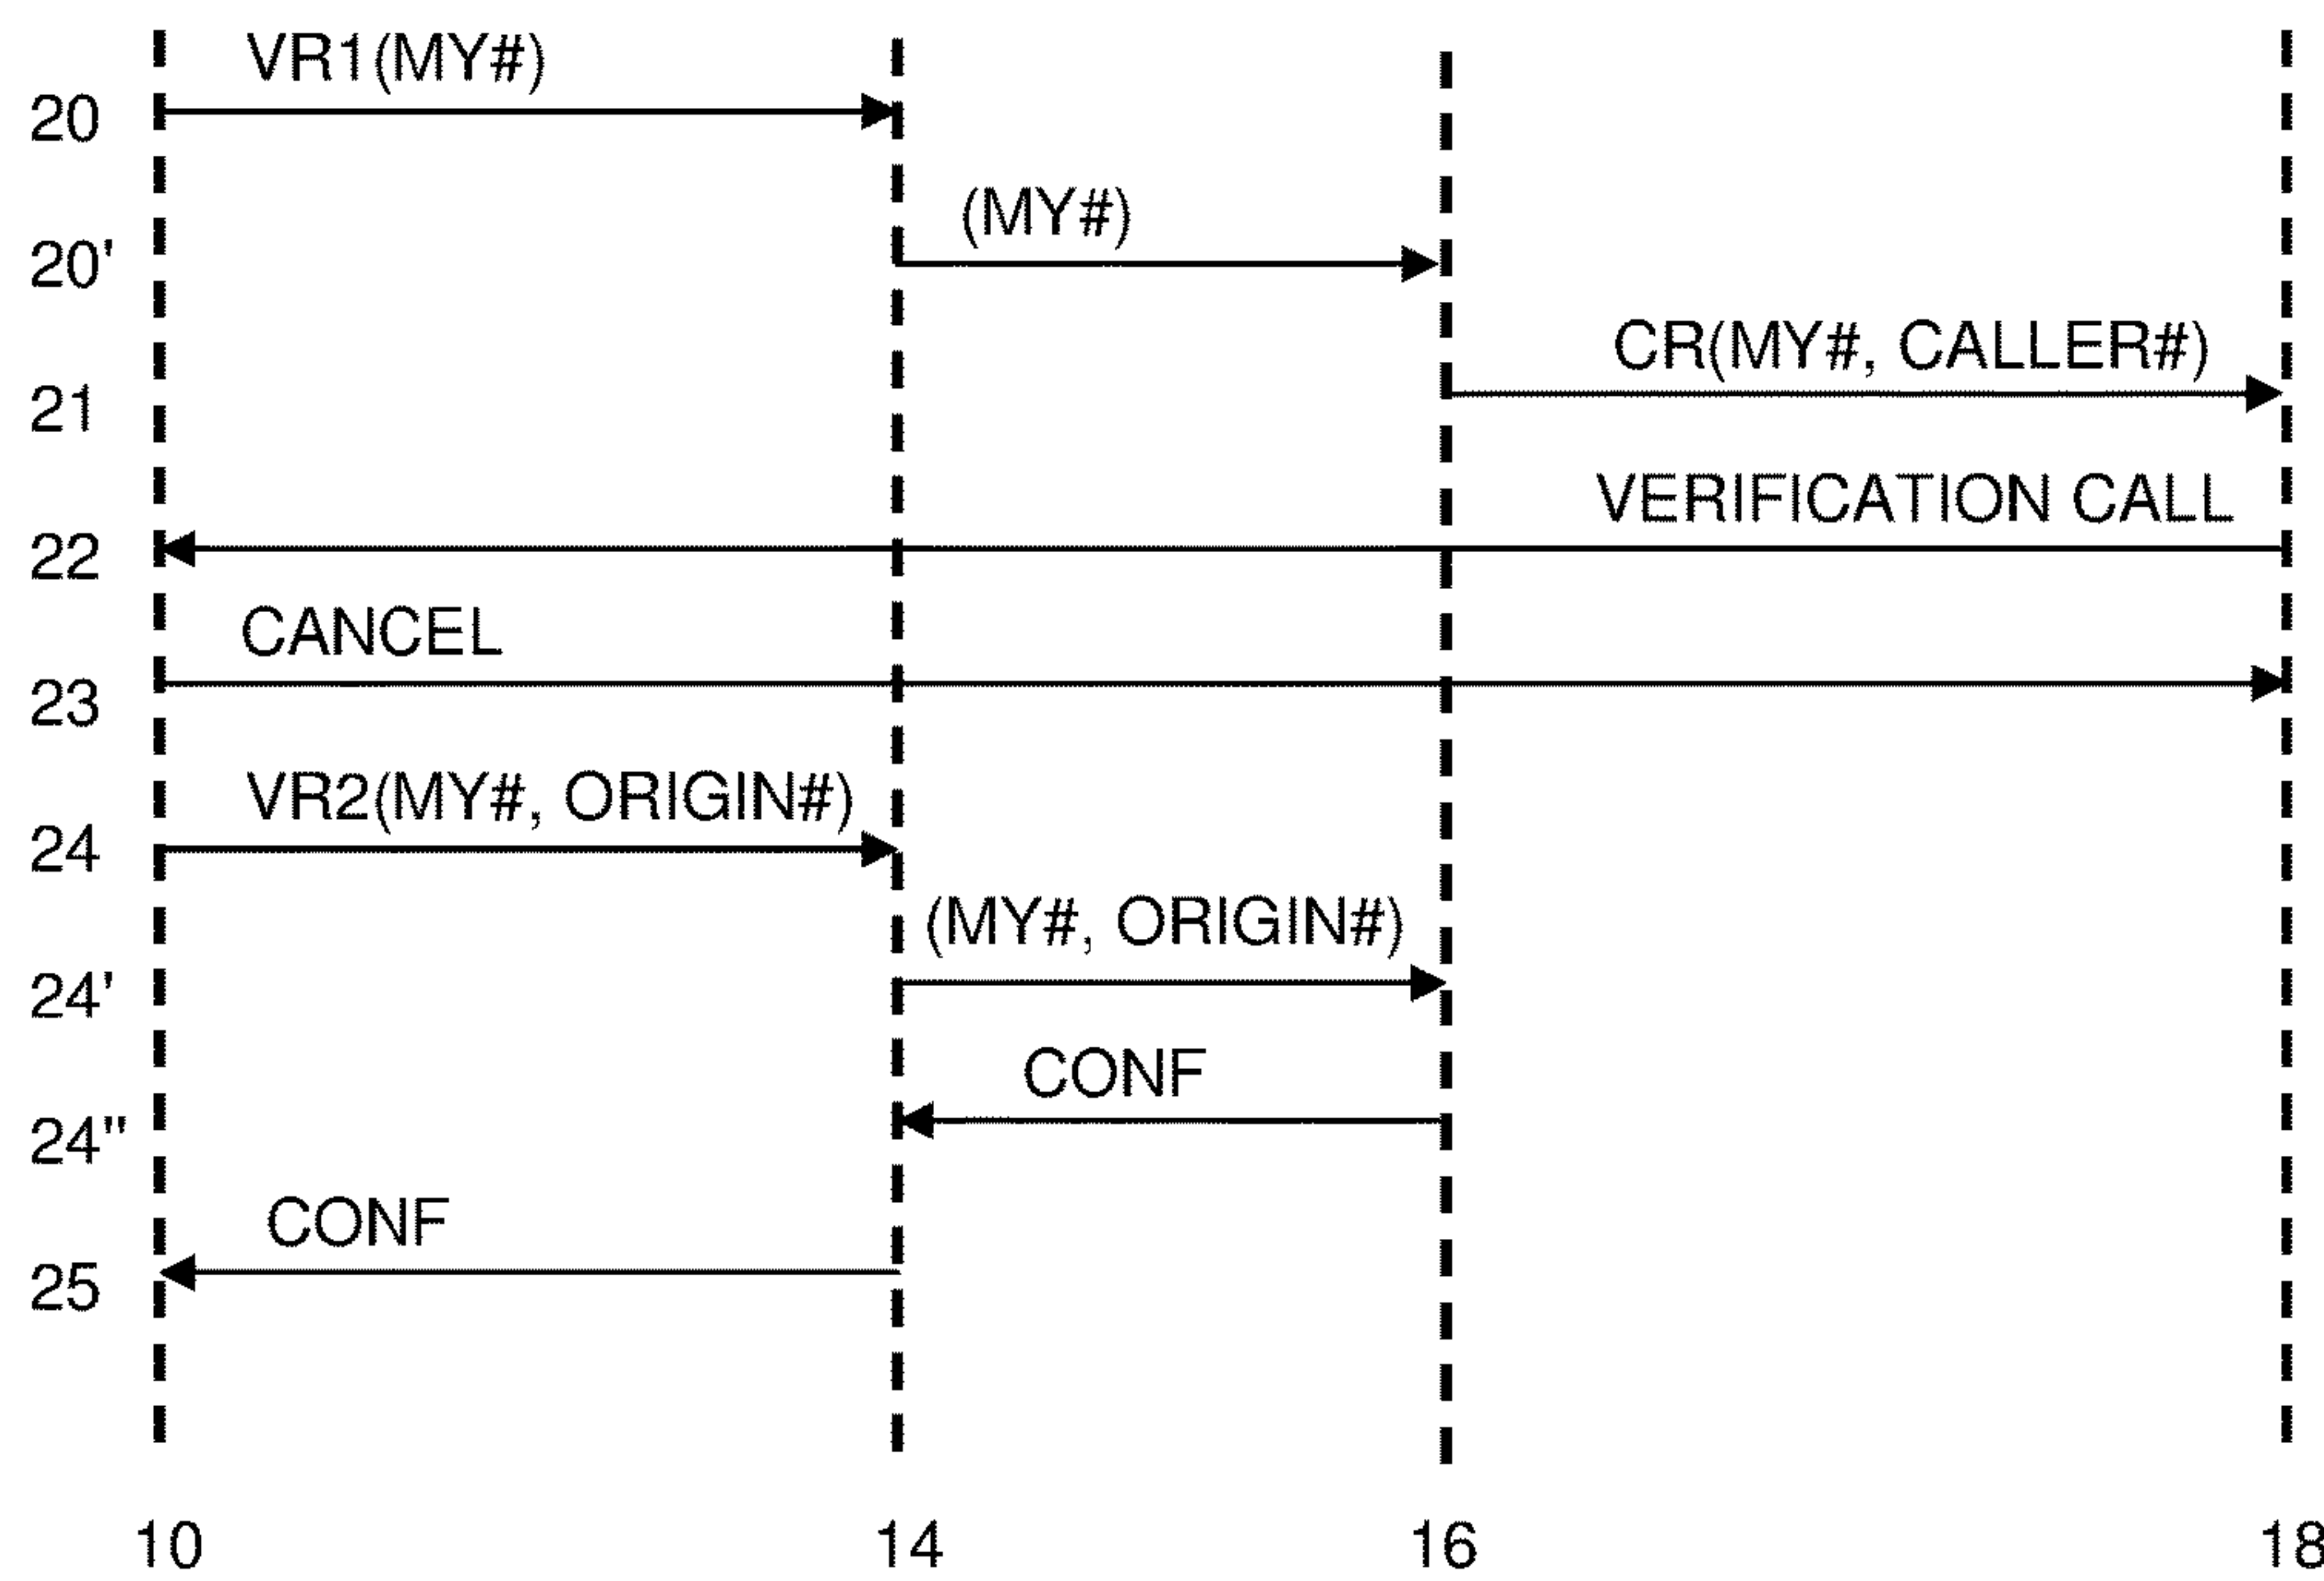 VR1(MY#)
20
(MY#)
20'
CR(MY#, CALLER#)
21
VERIFICATION CALL
22
CANCEL
23
VR2(MY#, ORIGIN#)
24
(MY#, ORIGIN#)
24'
CONF
24"
CONF
25
10 14 16 18